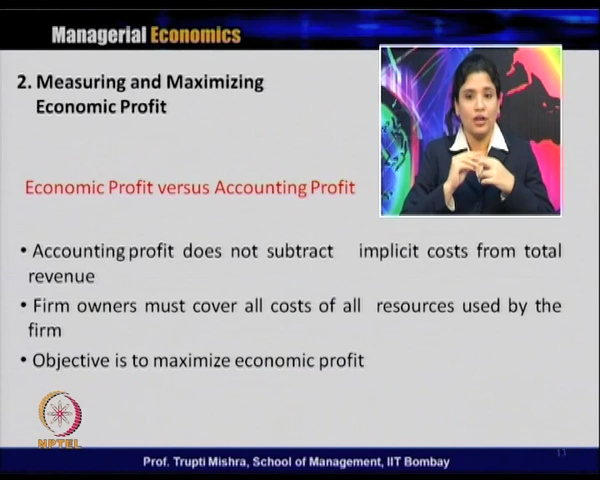 Managerial Economics
2. Measuring and Maximizing
Economic Profit
Economic Profit versus Accounting Profit
• Accounting profit does not subtract implicit costs from total
revenue
• Firm owners must cover all costs of all resources used by the
firm
• Objective is to maximize economic profit
NPTEL
Prof. Trupti Mishra, School of Management, IIT Bombay
13